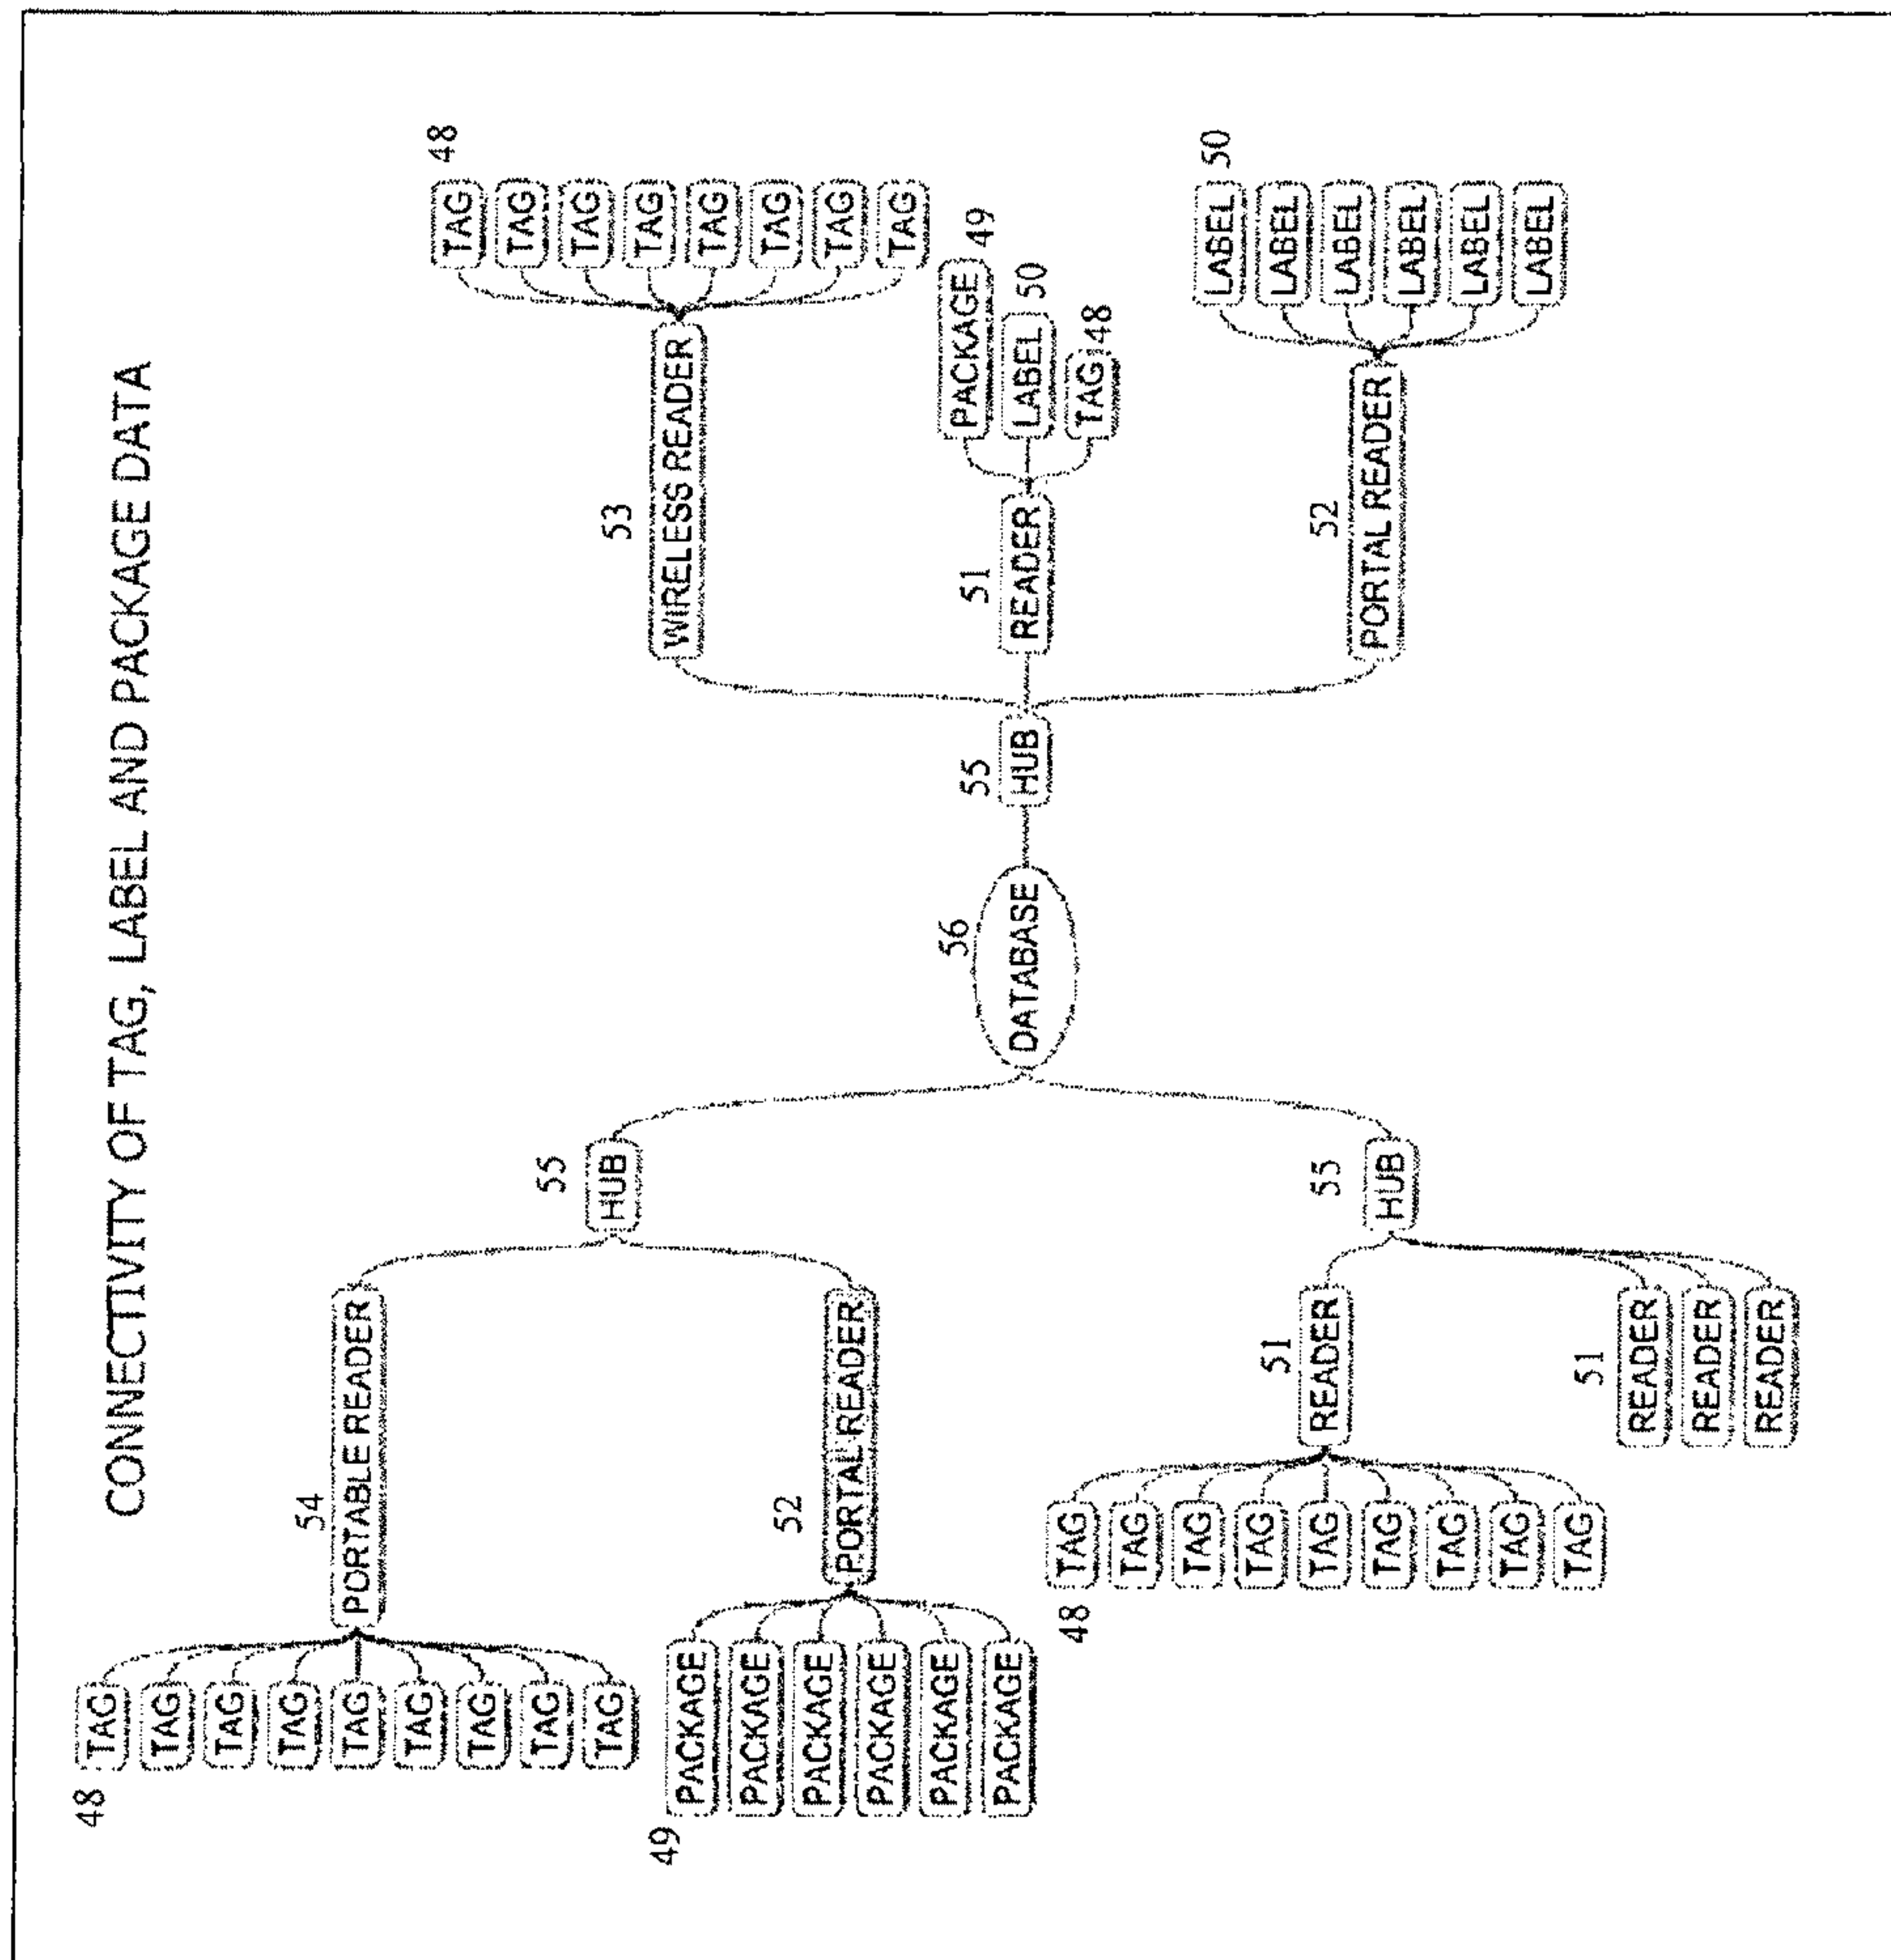 CONNECTIVITY OF TAG, LABEL AND PACKAGE DATA
48
TAG
TAG
TAG
TAG
TAG
TAG
TAG
TAG
TAG
54
PORTABLE READER
49
PACKAGE
PACKAGE
PACKAGE
PACKAGE
PACKAGE
PACKAGE
52
PORTAL READER
55
HUB
48
TAG
TAG
TAG
TAG
TAG
TAG
TAG
TAG
TAG
51
READER
51
READER
READER
READER
55
HUB
56
DATABASE
55
HUB
53
WIRELESS READER
TAG 48
TAG
TAG
TAG
TAG
TAG
TAG
TAG
51
READER
PACKAGE 49
LABEL 50
TAG 48
52
PORTAL READER
LABEL 50
LABEL
LABEL
LABEL
LABEL
LABEL